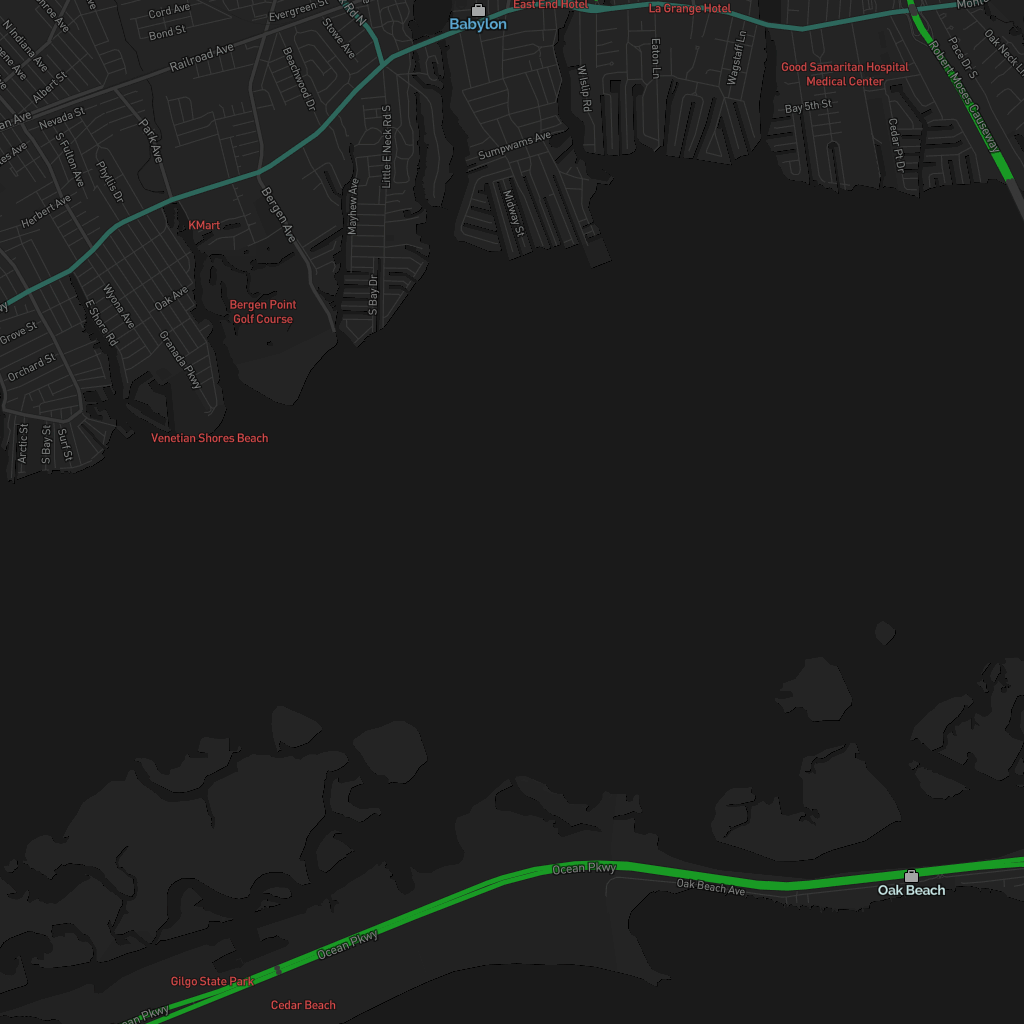 East End Hotel
La Grange Hotel
Cord Ave
Evergreen St
Babylon
Bond St
Stowe Ave
N Indiana Ave
Railroad Ave
Eaton Ln
Wagstaff Ln
Pace Dr S
Oak Neck Ln
Robert Moses Causeway
Good Samaritan Hospital
Medical Center
Albert St
Beechwood Dr
W Islip Rd
Bay 5th St
Nevada St
Park Ave
Little E Neck Rd S
Sumpwams Ave
Cedar Pt Dr
S Fulton Ave
Phyllis Dr
Herbert Ave
Mayhew Ave
Midway St
Bergen Ave
KMart
Oak Ave
Wyona Ave
S Bay Dr
Bergen Point
Golf Course
E Shore Rd
Grove St
Granada Pkwy
Orchard St
Arctic St
S Bay St
Surf St
Venetian Shores Beach
Ocean Pkwy
Oak Beach Ave
Oak Beach
Ocean Pkwy
Gilgo State Park
Cedar Beach